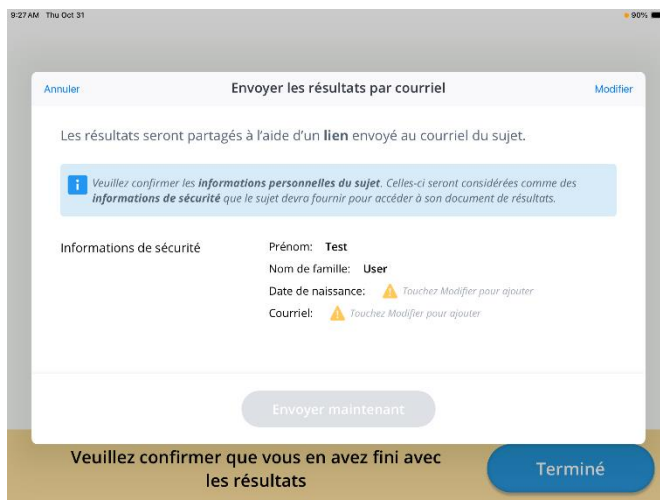 9:27 AM Thu Oct 31
90%
Annuler
Envoyer les résultats par courriel
Modifier
Les résultats seront partagés à l'aide d'un lien envoyé au courriel du sujet.
Veuillez confirmer les informations personnelles du sujet. Celles-ci seront considérées comme des
informations de sécurité que le sujet devra fournir pour accéder à son document de résultats.
Informations de sécurité
Prénom: Test
Nom de famille: User
Date de naissance: Touchez Modifier pour ajouter
Courriel: Touchez Modifier pour ajouter
Envoyer maintenant
Veuillez confirmer que vous en avez fini avec
les résultats
Terminé